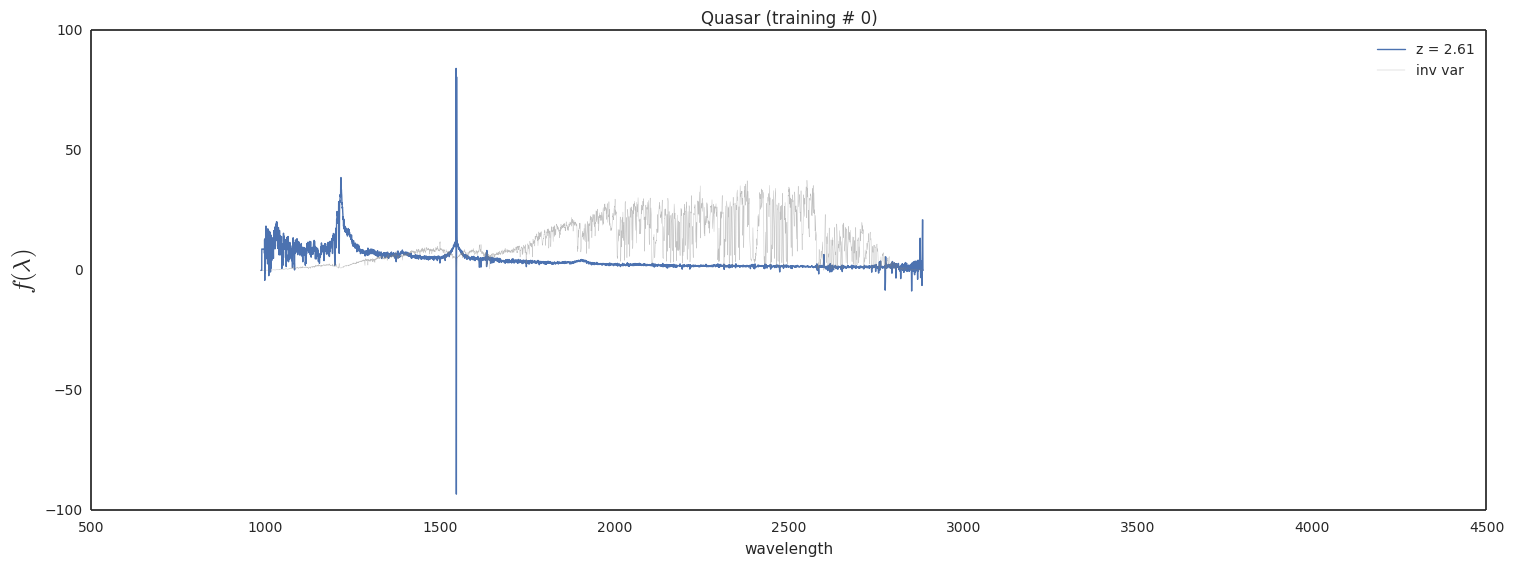 Quasar (training # 0)
100
50
0
−50
−100
f(λ)
z = 2.61
inv var
500 1000 1500 2000 2500 3000 3500 4000 4500
wavelength